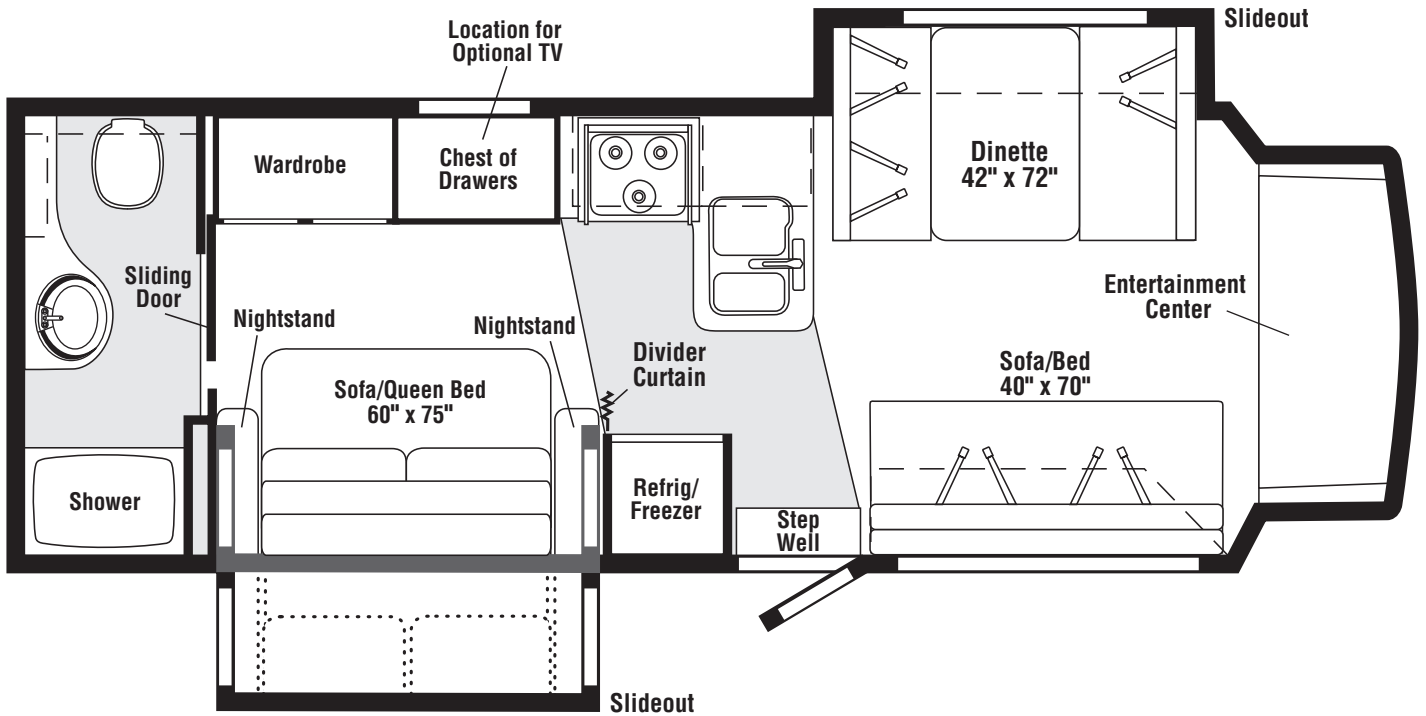 Location for
Optional TV
Slideout
Wardrobe
Chest of
Drawers
Dinette
42" x 72"
Sliding
Door
Entertainment
Center
Nightstand
Nightstand
Divider
Curtain
Sofa/Bed
40" x 70"
Sofa/Queen Bed
60" x 75"
Shower
Refrig/
Freezer
Step
Well
Slideout